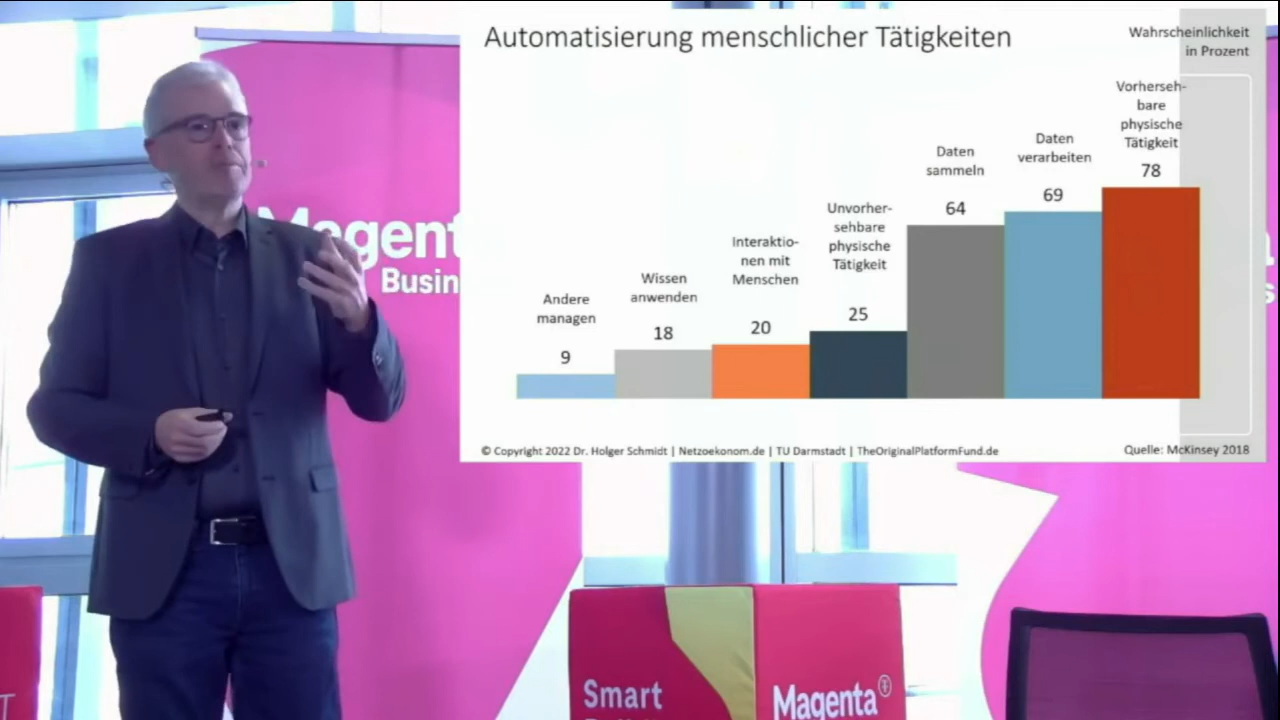 Automatisierung menschlicher Tätigkeiten
Wahrscheinlichkeit
in Prozent
Andere
managen
9
Wissen
anwenden
18
Interaktio-
nen mit
Menschen
20
Unvorher-
sehbare
physische
Tätigkeit
25
Daten
sammeln
64
Daten
verarbeiten
69
Vorherseh-
bare
physische
Tätigkeit
78
© Copyright 2022 Dr. Holger Schmidt | Netzoekonom.de | TU Darmstadt | TheOriginalPlatformFund.de
Quelle: McKinsey 2018
Magent
Busin
Smart
Magenta